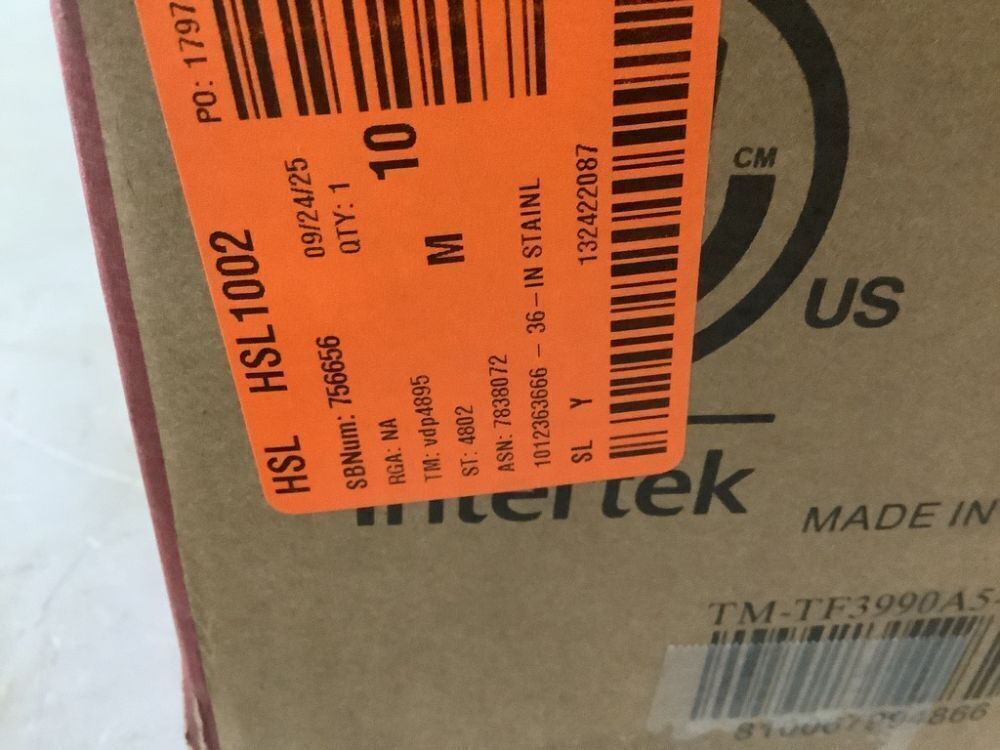 PO: 1797
HSL HSL1002
SBNum: 756656 09/24/25
RGA: NA QTY: 1
TM: vdp4895 10
ST: 4802 M
ASN: 7838072
1012363666 - 36-IN STAINL
SL Y 132422087
CM
US
Intertek
MADE IN
TM-TF3990A5